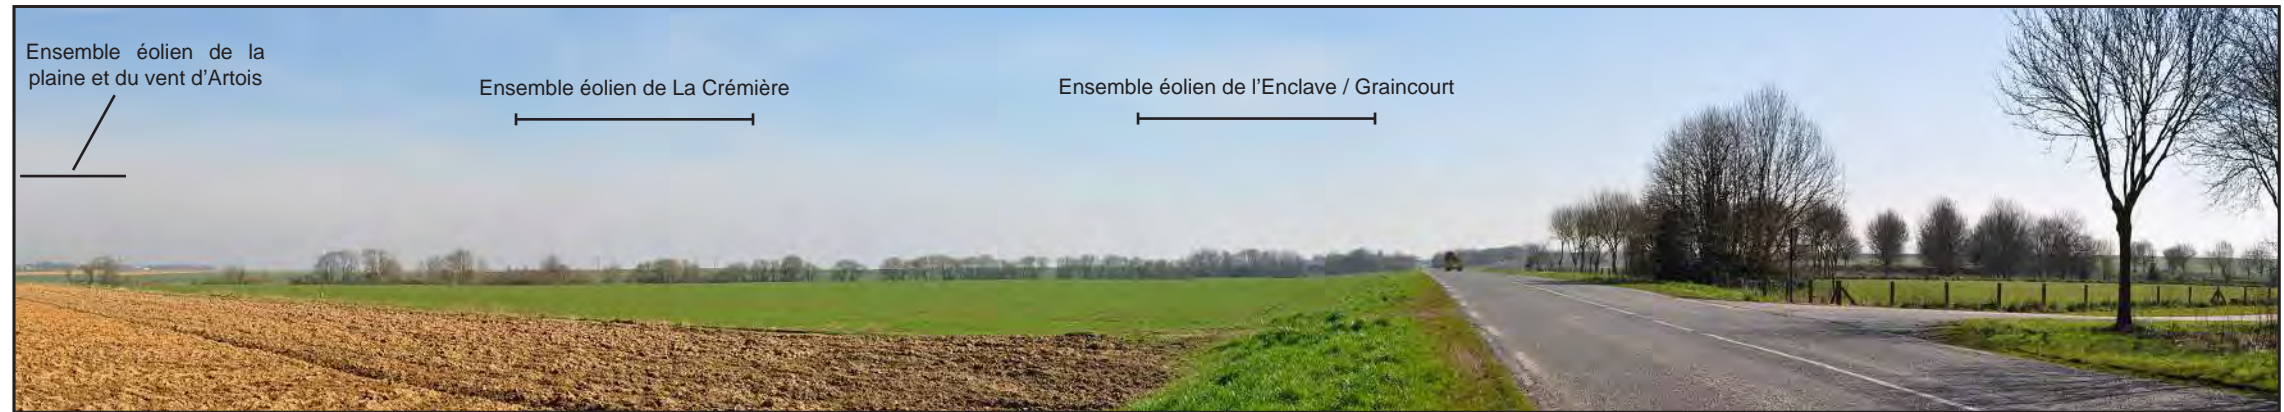 Ensemble éolien de la
plaine et du vent d'Artois
Ensemble éolien de La Crémière
Ensemble éolien de l'Enclave / Graincourt